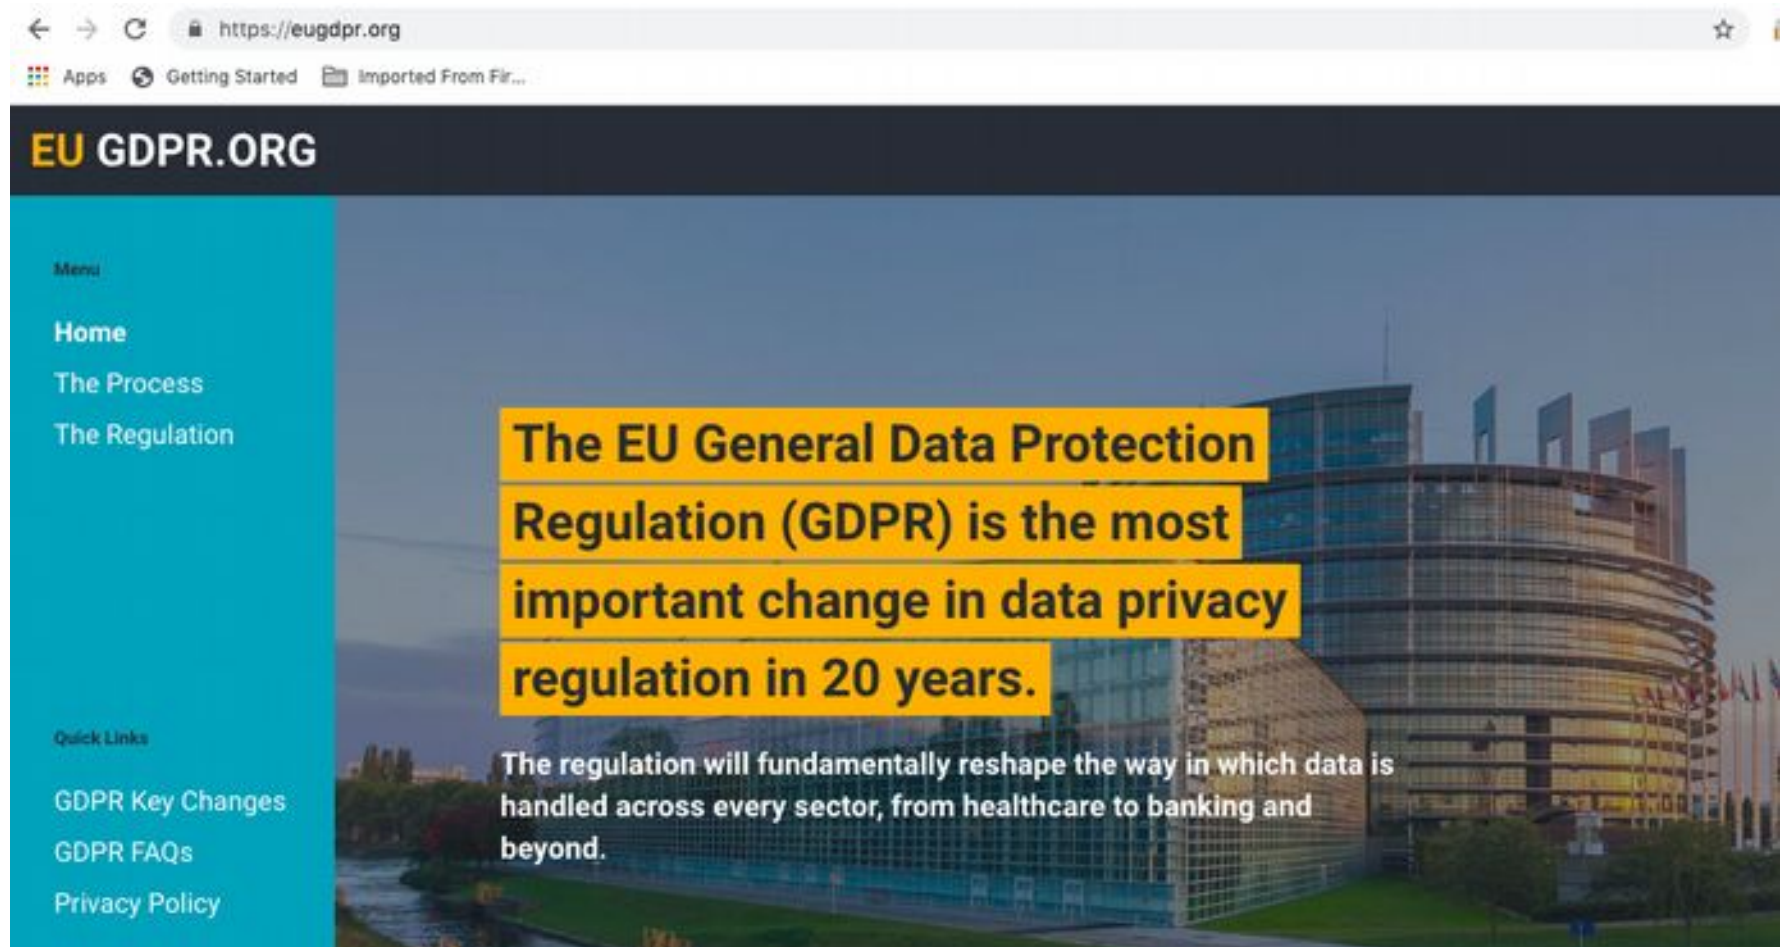 https://eugdpr.org
Apps Getting Started Imported From Fir...
EU GDPR.ORG
Menu
Home
The Process
The Regulation
The EU General Data Protection
Regulation (GDPR) is the most
important change in data privacy
regulation in 20 years.
The regulation will fundamentally reshape the way in which data is
handled across every sector, from healthcare to banking and
beyond.
Quick Links
GDPR Key Changes
GDPR FAQs
Privacy Policy